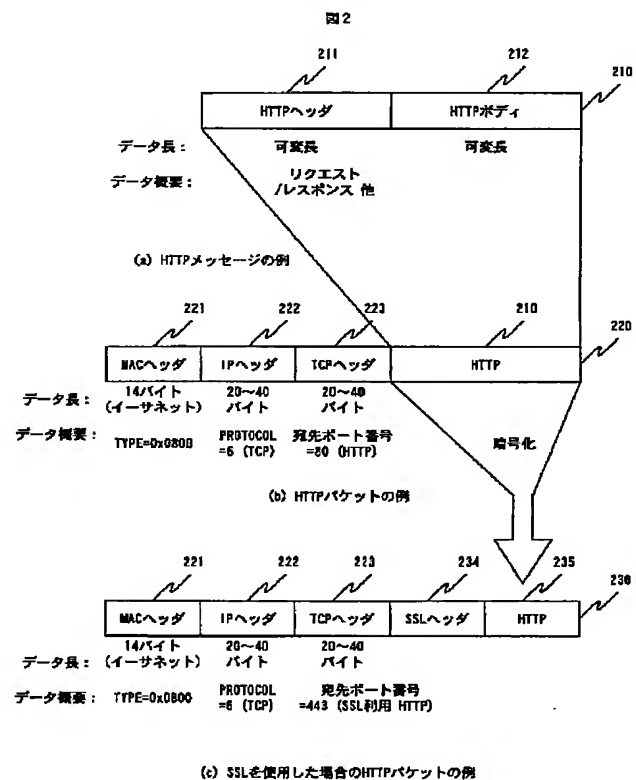 図2
211 212 210
HTTPヘッダ HTTPボディ
データ長： 可変長 可変長
データ概要： リクエスト
/レスポンス 他
(a) HTTPメッセージの例
221 222 223 210 220
MACヘッダ IPヘッダ TCPヘッダ HTTP
データ長： 14バイト 20〜40 20〜40
(イーサネット) バイト バイト
データ概要： TYPE=0x0800 PROTOCOL 宛先ポート番号
=6 (TCP) =80 (HTTP)
暗号化
(b) HTTPパケットの例
221 222 223 234 235 230
MACヘッダ IPヘッダ TCPヘッダ SSLヘッダ HTTP
データ長： 14バイト 20〜40 20〜40
(イーサネット) バイト バイト
データ概要： TYPE=0x0800 PROTOCOL 宛先ポート番号
=6 (TCP) =443 (SSL利用 HTTP)
(c) SSLを使用した場合のHTTPパケットの例